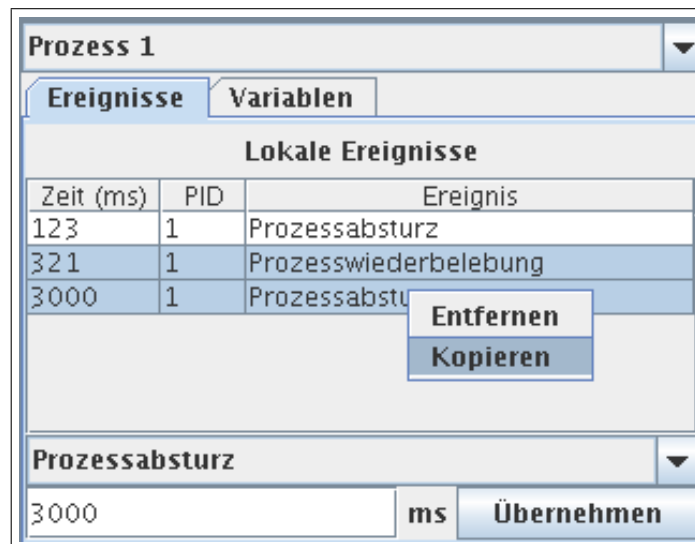 Prozess 1
Ereignisse Variablen
Lokale Ereignisse
Zeit (ms) PID Ereignis
123 1 Prozessabsturz
321 1 Prozesswiederbelebung
3000 1
Entfernen
Kopieren
Prozessabsturz
3000 ms Übernehmen